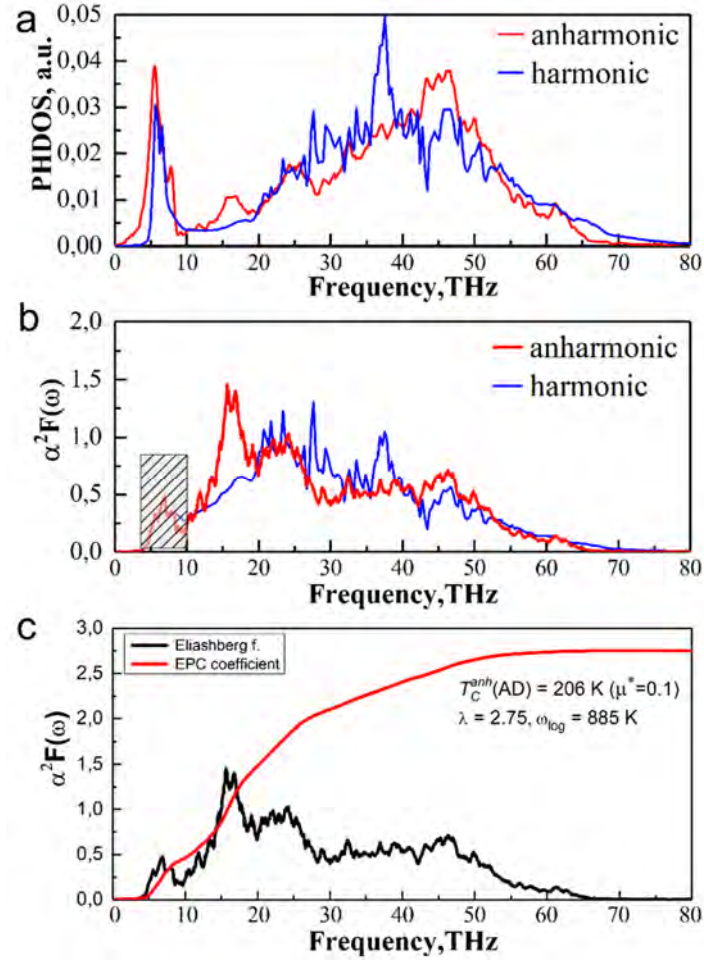 a
0,05
0,04
0,03
0,02
0,01
0,00
PHDOS, a.u.
anharmonic
harmonic
0 10 20 30 40 50 60 70 80
Frequency,THz
b
2,0
1,5
1,0
0,5
0,0
α²F(ω)
anharmonic
harmonic
0 10 20 30 40 50 60 70 80
Frequency,THz
c
3.0
2.5
2.0
1.5
1.0
0.5
0.0
α²F(ω)
Eliashberg f.
EPC coefficient
T_C^anh(AD) = 206 K (μ*=0.1)
λ = 2.75, ω_log = 885 K
0 10 20 30 40 50 60 70 80
Frequency,THz